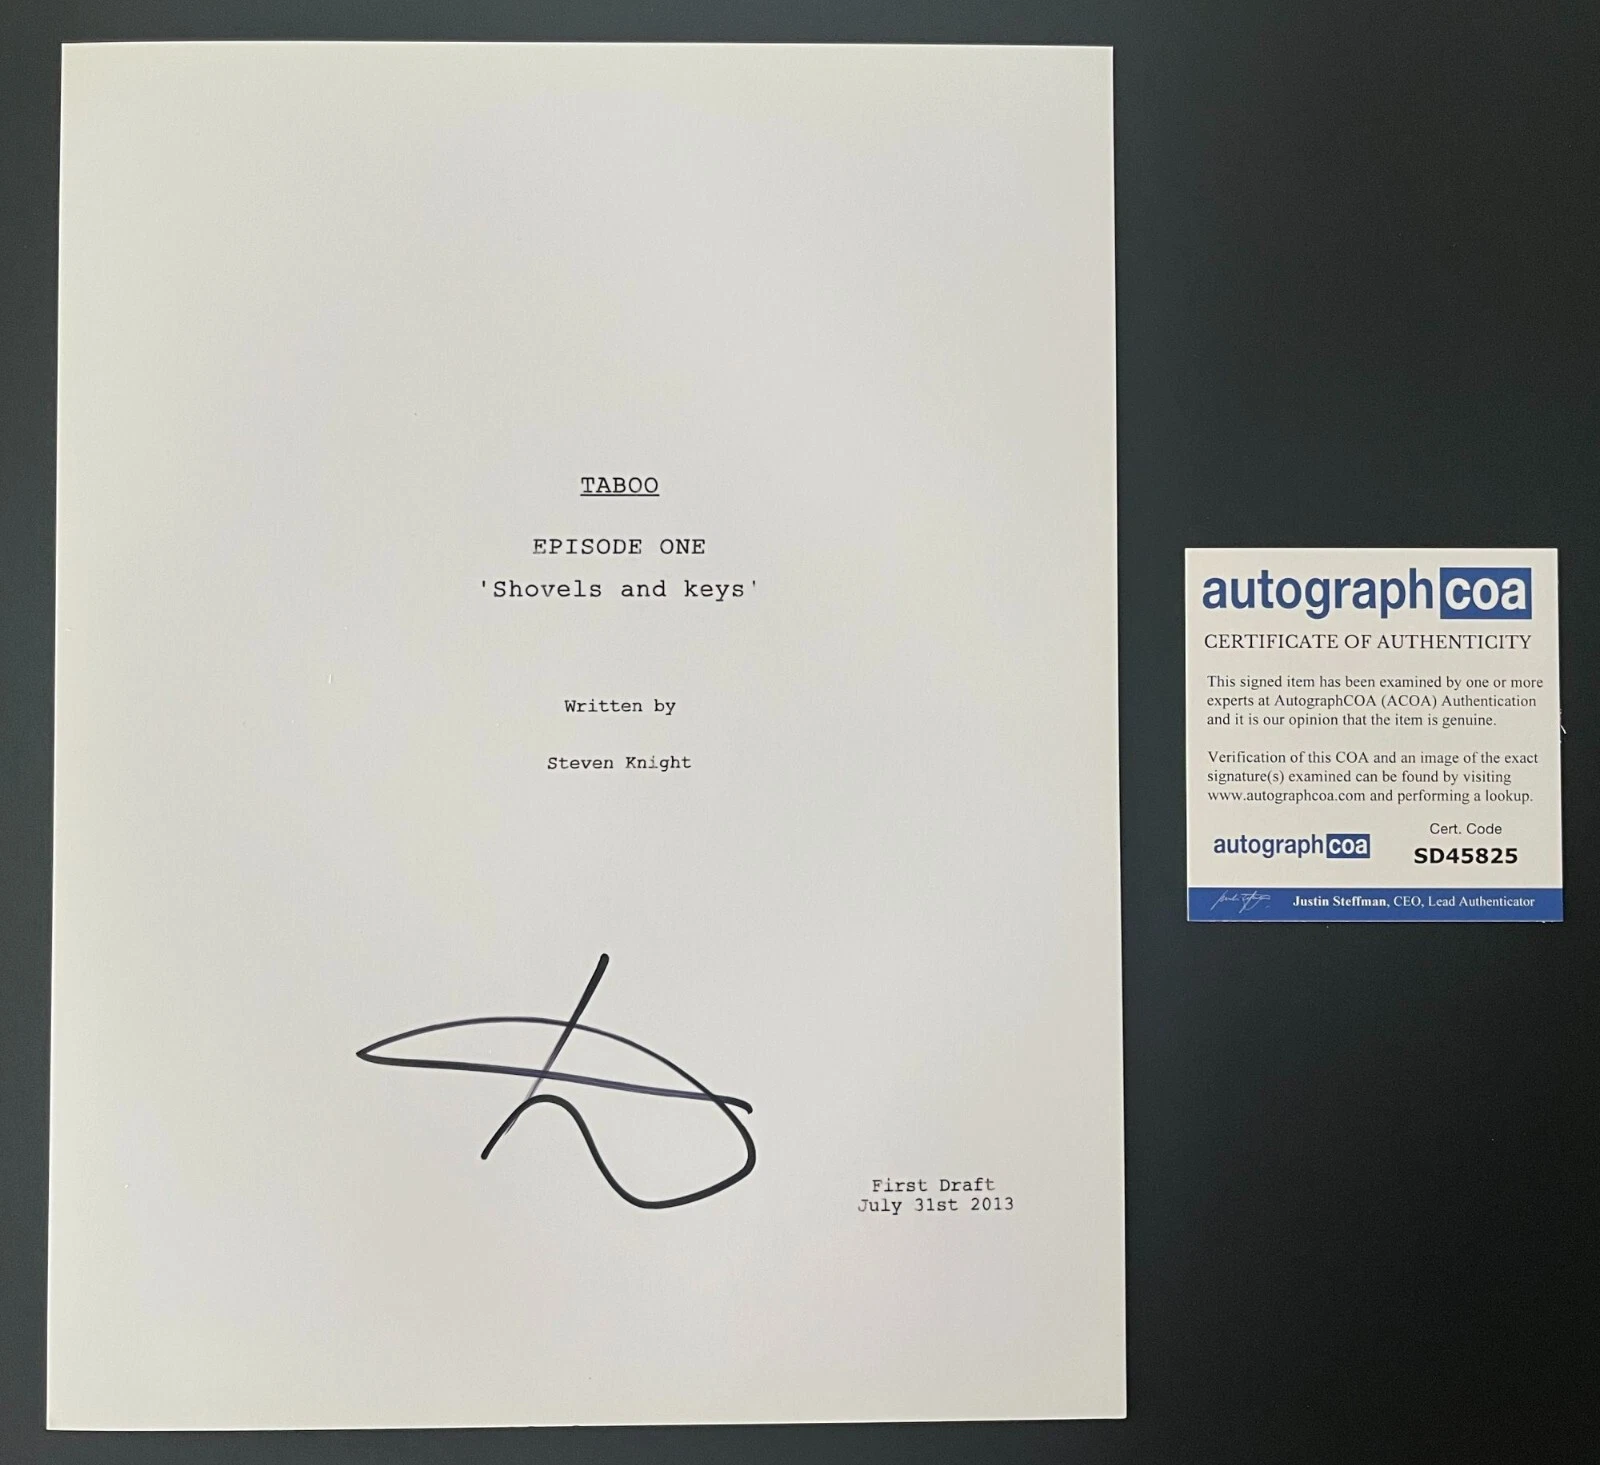 TABOO
EPISODE ONE
'Shovels and keys'
Written by
Steven Knight
First Draft
July 31st 2013
autographcoa
CERTIFICATE OF AUTHENTICITY
This signed item has been examined by one or more
experts at AutographCOA (ACOA) Authentication
and it is our opinion that the item is genuine.
Verification of this COA and an image of the exact
signature(s) examined can be found by visiting
www.autographcoa.com and performing a lookup.
Cert. Code
autographcoa
SD45825
Justin Steffman, CEO, Lead Authenticator